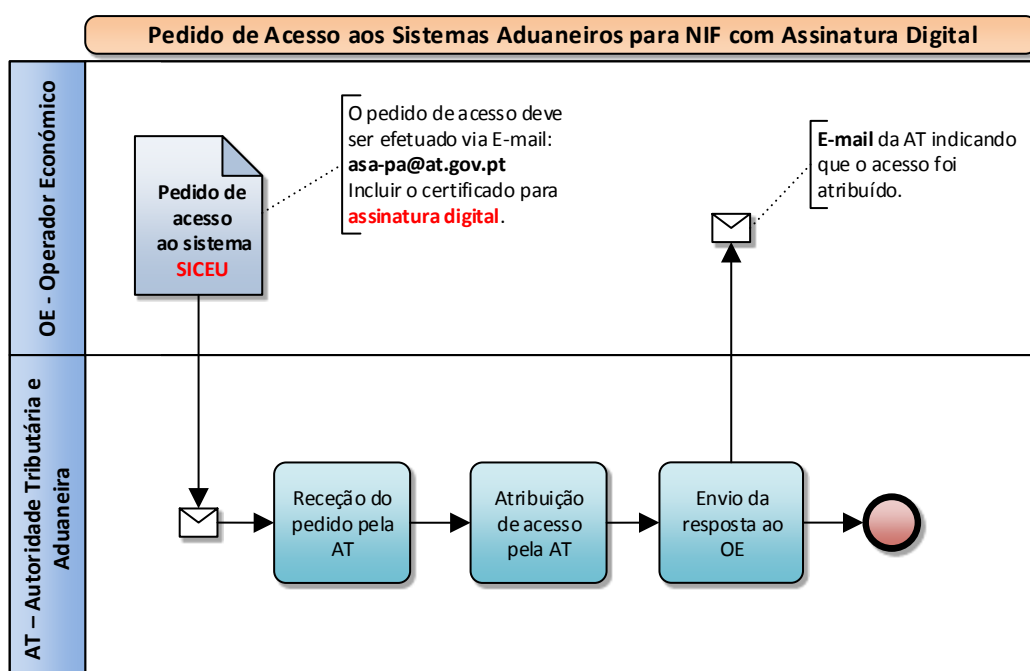 Pedido de Acesso aos Sistemas Aduaneiros para NIF com Assinatura Digital
OE - Operador Económico
Pedido de
acesso
ao sistema
SICEU
O pedido de acesso deve
ser efetuado via E-mail:
asa-pa@at.gov.pt
Incluir o certificado para
assinatura digital.
E-mail da AT indicando
que o acesso foi
atribuído.
AT – Autoridade Tributária e
Aduaneira
Receção do
pedido pela
AT
Atribuição
de acesso
pela AT
Envio da
resposta ao
OE